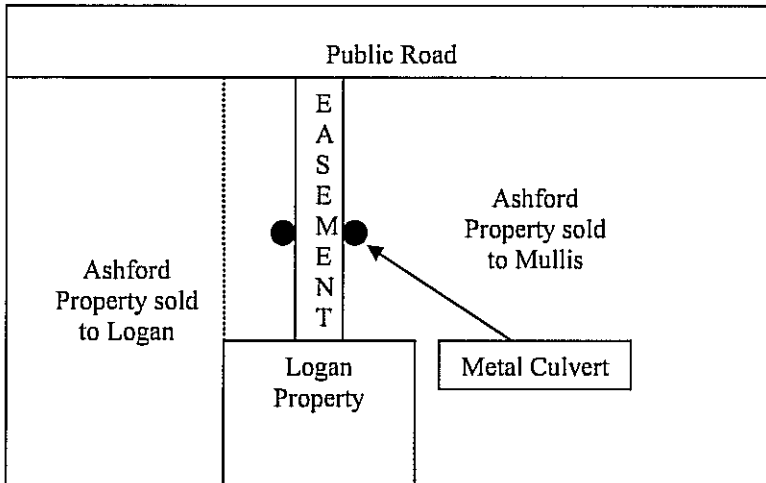 Public Road
E
A
S
E
M
E
N
T
Ashford
Property sold
to Mullis
Ashford
Property sold
to Logan
Logan
Property
Metal Culvert